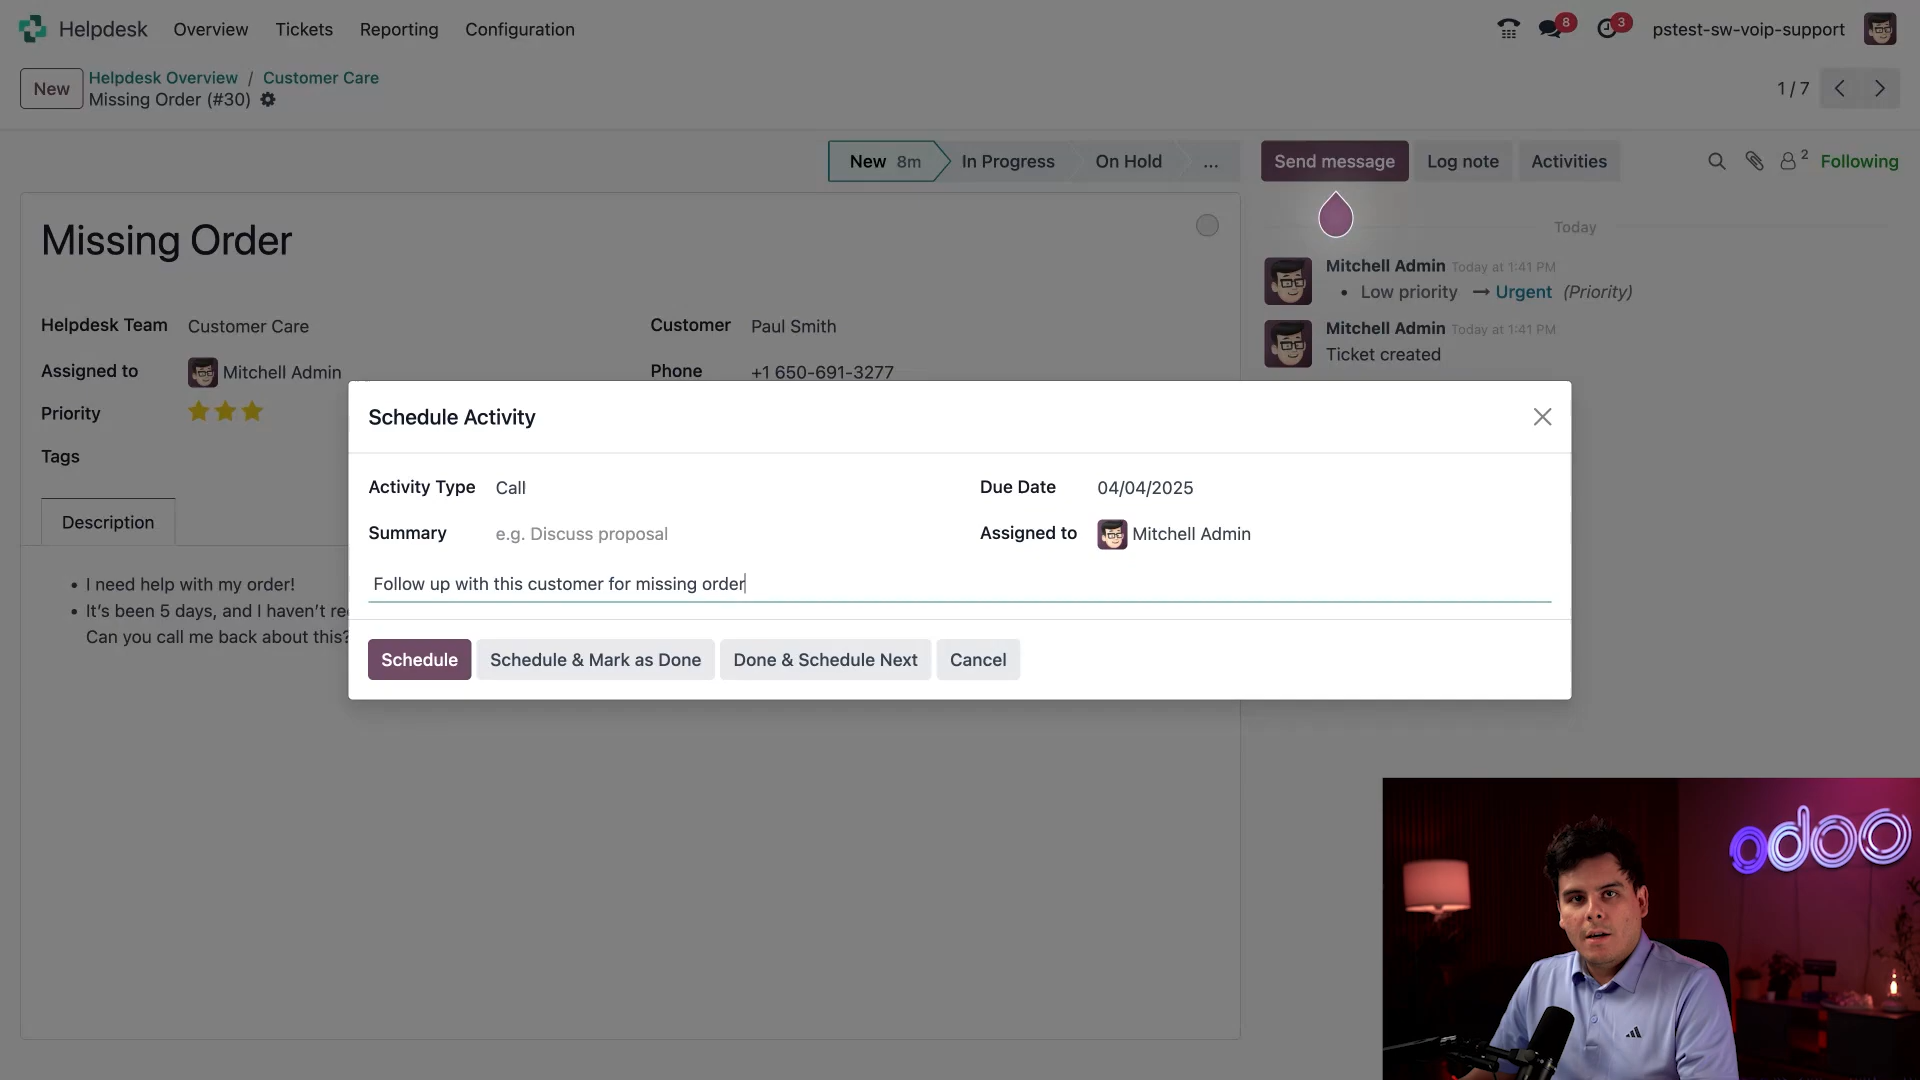 Helpdesk Overview Tickets Reporting Configuration 8 3 pstest-sw-voip-support
New Helpdesk Overview / Customer Care
Missing Order (#30)
1 / 7
New 8m In Progress On Hold ... Send message Log note Activities 2 Following
Missing Order
Today
Mitchell Admin Today at 1:41 PM
• Low priority → Urgent (Priority)
Mitchell Admin Today at 1:41 PM
Ticket created
Helpdesk Team Customer Care Customer Paul Smith
Assigned to Mitchell Admin Phone +1 650-691-3277
Priority
Tags
Description
• I need help with my order!
• It's been 5 days, and I haven't re
Can you call me back about this?
Schedule Activity
Activity Type Call Due Date 04/04/2025
Summary e.g. Discuss proposal Assigned to Mitchell Admin
Follow up with this customer for missing order
Schedule Schedule & Mark as Done Done & Schedule Next Cancel
odoo